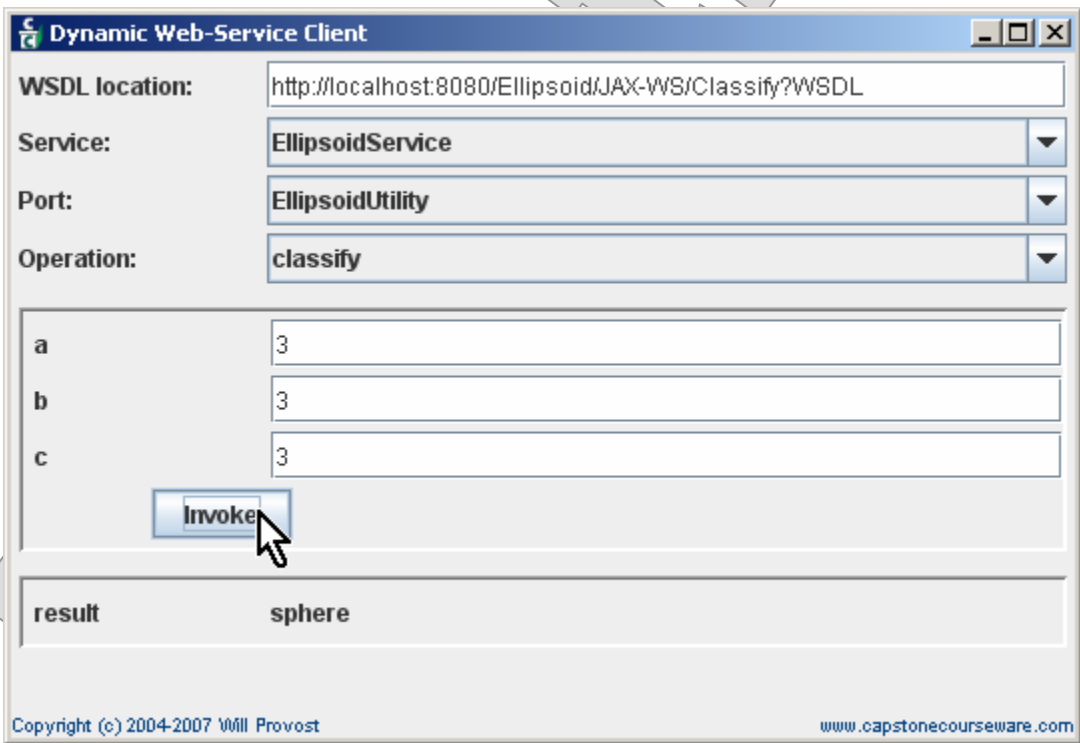 Dynamic Web-Service Client
WSDL location: http://localhost:8080/Ellipsoid/JAX-WS/Classify?WSDL
Service: EllipsoidService
Port: EllipsoidUtility
Operation: classify
a 3
b 3
c 3
Invoke
result sphere
Copyright (c) 2004-2007 Will Provost www.capstonecourseware.com